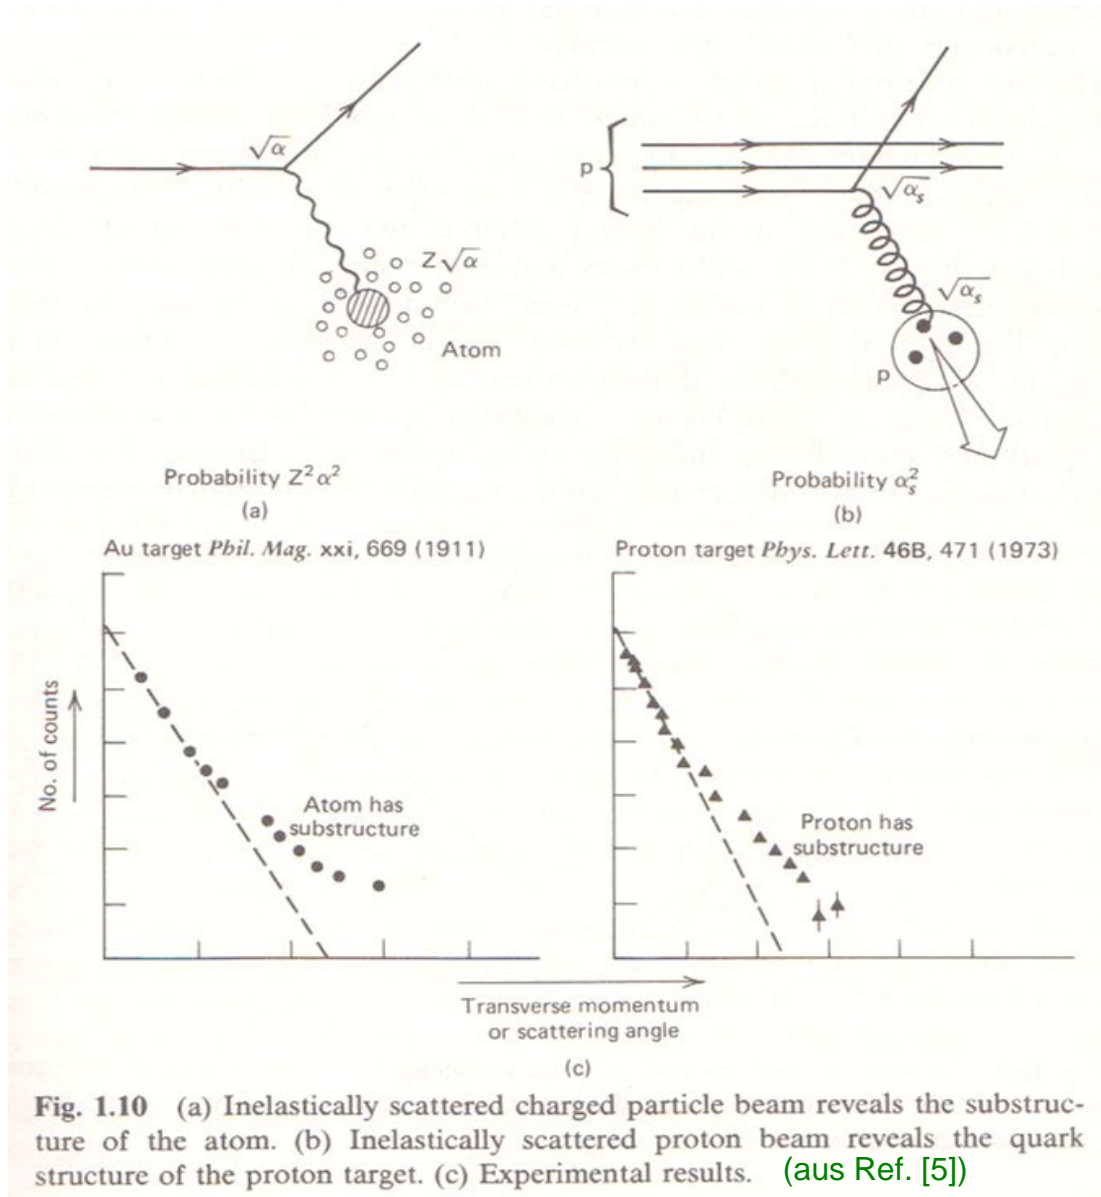 √α
Z√α
Atom
Probability Z²α²
(a)
p
√αₛ
√αₛ
p
Probability αₛ²
(b)
Au target Phil. Mag. xxi, 669 (1911)
No. of counts
Atom has
substructure
Proton target Phys. Lett. 46B, 471 (1973)
Proton has
substructure
Transverse momentum
or scattering angle
(c)
Fig. 1.10 (a) Inelastically scattered charged particle beam reveals the substruc-
ture of the atom. (b) Inelastically scattered proton beam reveals the quark
structure of the proton target. (c) Experimental results. (aus Ref. [5])